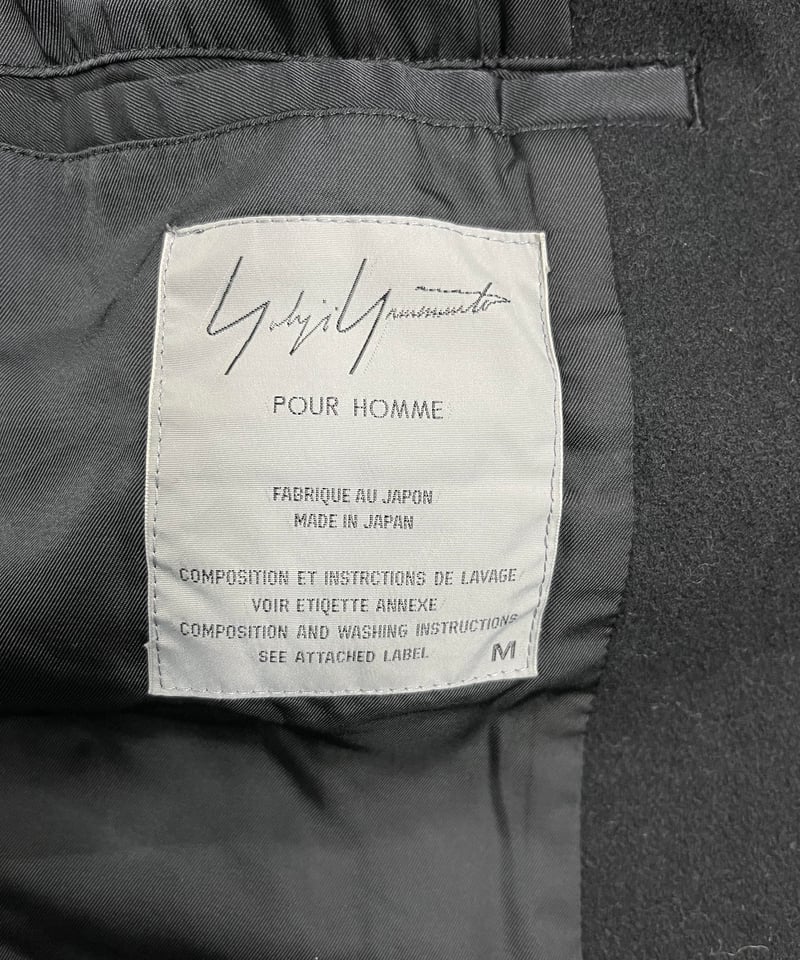 Yohji Yamamoto
POUR HOMME
FABRIQUE AU JAPON
MADE IN JAPAN
COMPOSITION ET INSTRCTIONS DE LAVAGE
VOIR ETIQETTE ANNEXE
COMPOSITION AND WASHING INSTRUCTIONS
SEE ATTACHED LABEL M